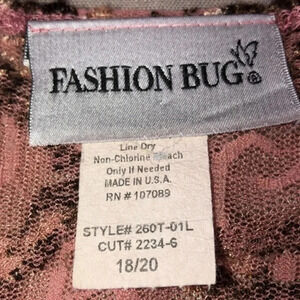 FASHION BUG®
Line Dry
Non-Chlorine Bleach
Only If Needed
MADE IN U.S.A.
RN # 107089
STYLE# 260T-01L
CUT# 2234-6
18/20